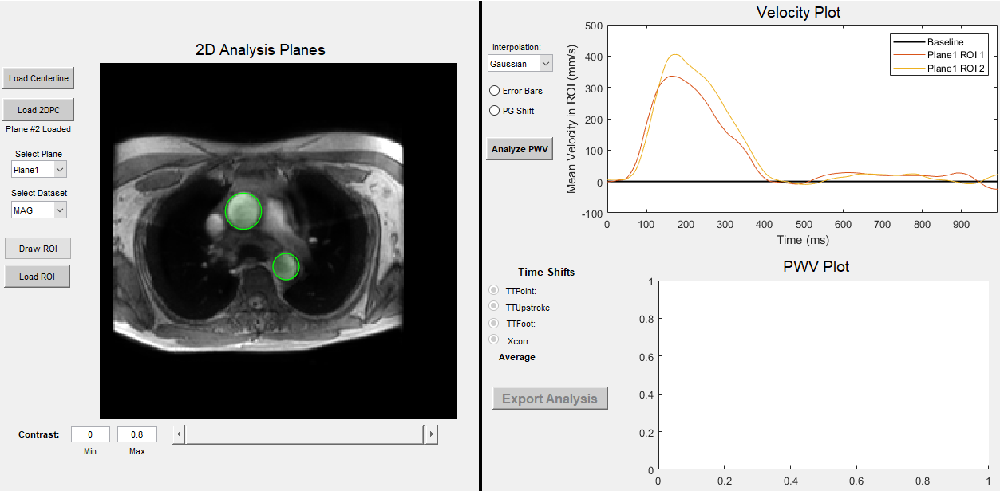 2D Analysis Planes
Load Centerline
Load 2DPC
Plane #2 Loaded
Select Plane
Plane1
Select Dataset
MAG
Draw ROI
Load ROI
Contrast:
0
0.8
Min
Max
Interpolation:
Gaussian
Error Bars
PG Shift
Analyze PWV
Velocity Plot
Mean Velocity in ROI (mm/s)
500
400
300
200
100
0
-100
Baseline
Plane1 ROI 1
Plane1 ROI 2
0 100 200 300 400 500 600 700 800 900
Time (ms)
Time Shifts
TTPoint:
TTUpstroke
TTFoot:
Xcorr:
Average
Export Analysis
PWV Plot
1
0.8
0.6
0.4
0.2
0
0 0.2 0.4 0.6 0.8 1